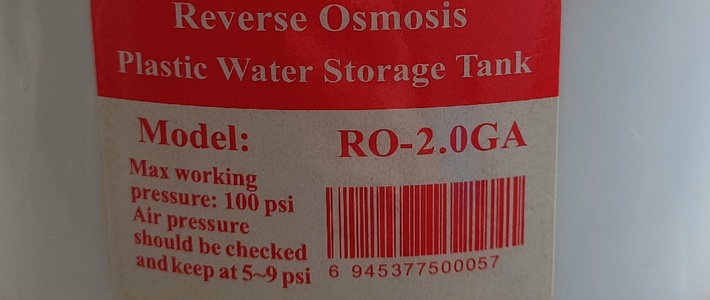 Reverse Osmosis
Plastic Water Storage Tank
Model: RO-2.0GA
Max working
pressure: 100 psi
Air pressure
should be checked
and keep at 5~9 psi
6 945377500057